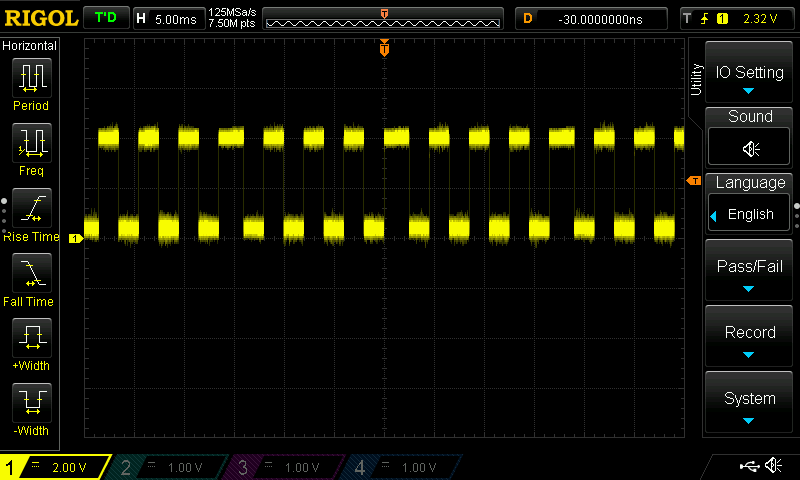 RIGOL T'D H 5.00ms 125MSa/s D -30.0000000ns T 1 2.32 V
7.50M pts
T
Horizontal
T
Utility
IO Setting
Period
Sound
Freq
Language
T
English
Rise Time
1
Pass/Fail
Fall Time
Record
+Width
System
-Width
1 2.00 V 2 1.00 V 3 1.00 V 4 1.00 V